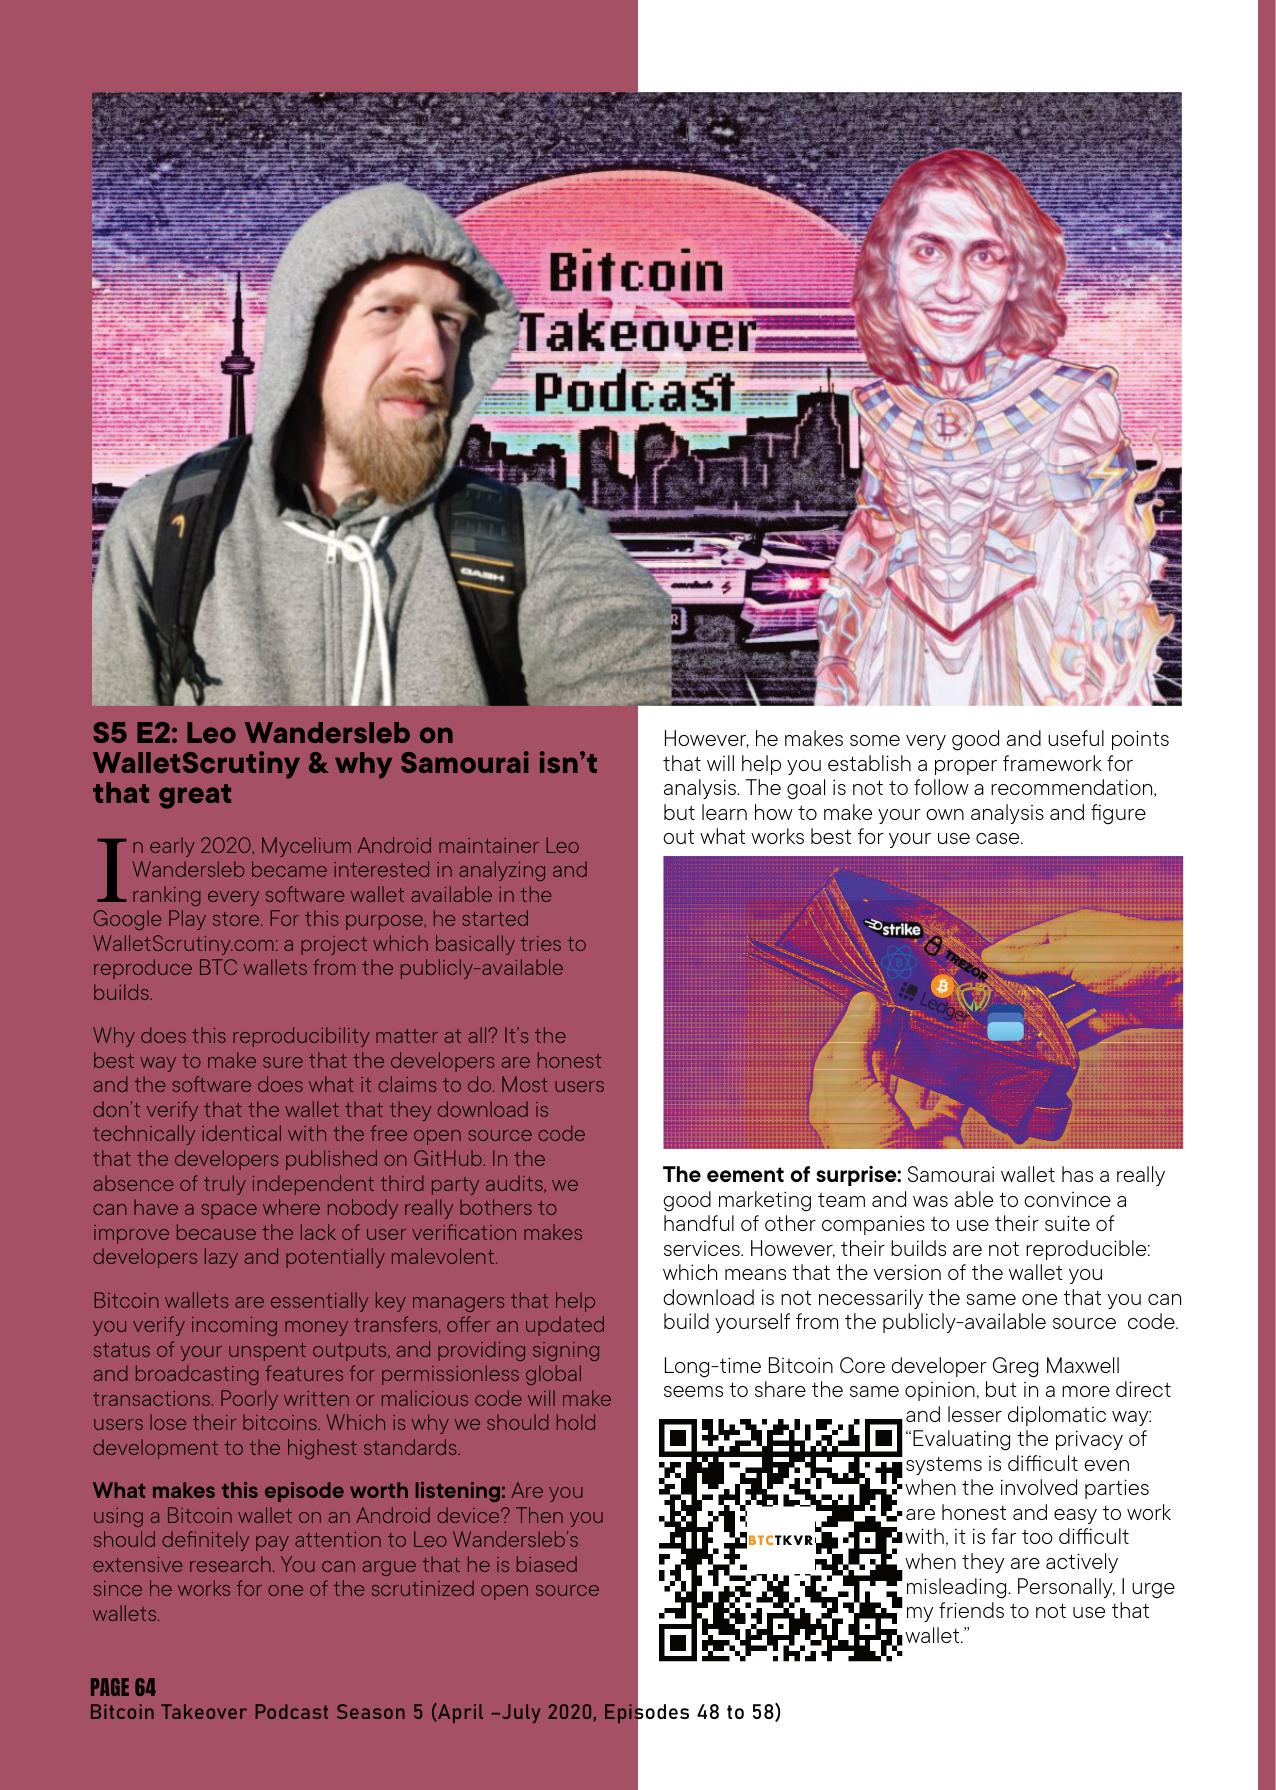 Bitcoin
Takeover
Podcast
DASH
S5 E2: Leo Wandersleb on
WalletScrutiny & why Samourai isn't
that great
In early 2020, Mycelium Android maintainer Leo
Wandersleb became interested in analyzing and
ranking every software wallet available in the
Google Play store. For this purpose, he started
WalletScrutiny.com: a project which basically tries to
reproduce BTC wallets from the publicly-available
builds.
Why does this reproducibility matter at all? It's the
best way to make sure that the developers are honest
and the software does what it claims to do. Most users
don't verify that the wallet that they download is
technically identical with the free open source code
that the developers published on GitHub. In the
absence of truly independent third party audits, we
can have a space where nobody really bothers to
improve because the lack of user verification makes
developers lazy and potentially malevolent.
Bitcoin wallets are essentially key managers that help
you verify incoming money transfers, offer an updated
status of your unspent outputs, and providing signing
and broadcasting features for permissionless global
transactions. Poorly written or malicious code will make
users lose their bitcoins. Which is why we should hold
development to the highest standards.
What makes this episode worth listening: Are you
using a Bitcoin wallet on an Android device? Then you
should definitely pay attention to Leo Wandersleb's
extensive research. You can argue that he is biased
since he works for one of the scrutinized open source
wallets.
However, he makes some very good and useful points
that will help you establish a proper framework for
analysis. The goal is not to follow a recommendation,
but learn how to make your own analysis and figure
out what works best for your use case.
strike
TREZOR
Ledger
The eement of surprise: Samourai wallet has a really
good marketing team and was able to convince a
handful of other companies to use their suite of
services. However, their builds are not reproducible:
which means that the version of the wallet you
download is not necessarily the same one that you can
build yourself from the publicly-available source code.
Long-time Bitcoin Core developer Greg Maxwell
seems to share the same opinion, but in a more direct
and lesser diplomatic way:
"Evaluating the privacy of
systems is difficult even
when the involved parties
are honest and easy to work
with, it is far too difficult
when they are actively
misleading. Personally, I urge
my friends to not use that
wallet."
BTCTKVR
PAGE 64
Bitcoin Takeover Podcast Season 5 (April –July 2020, Episodes 48 to 58)